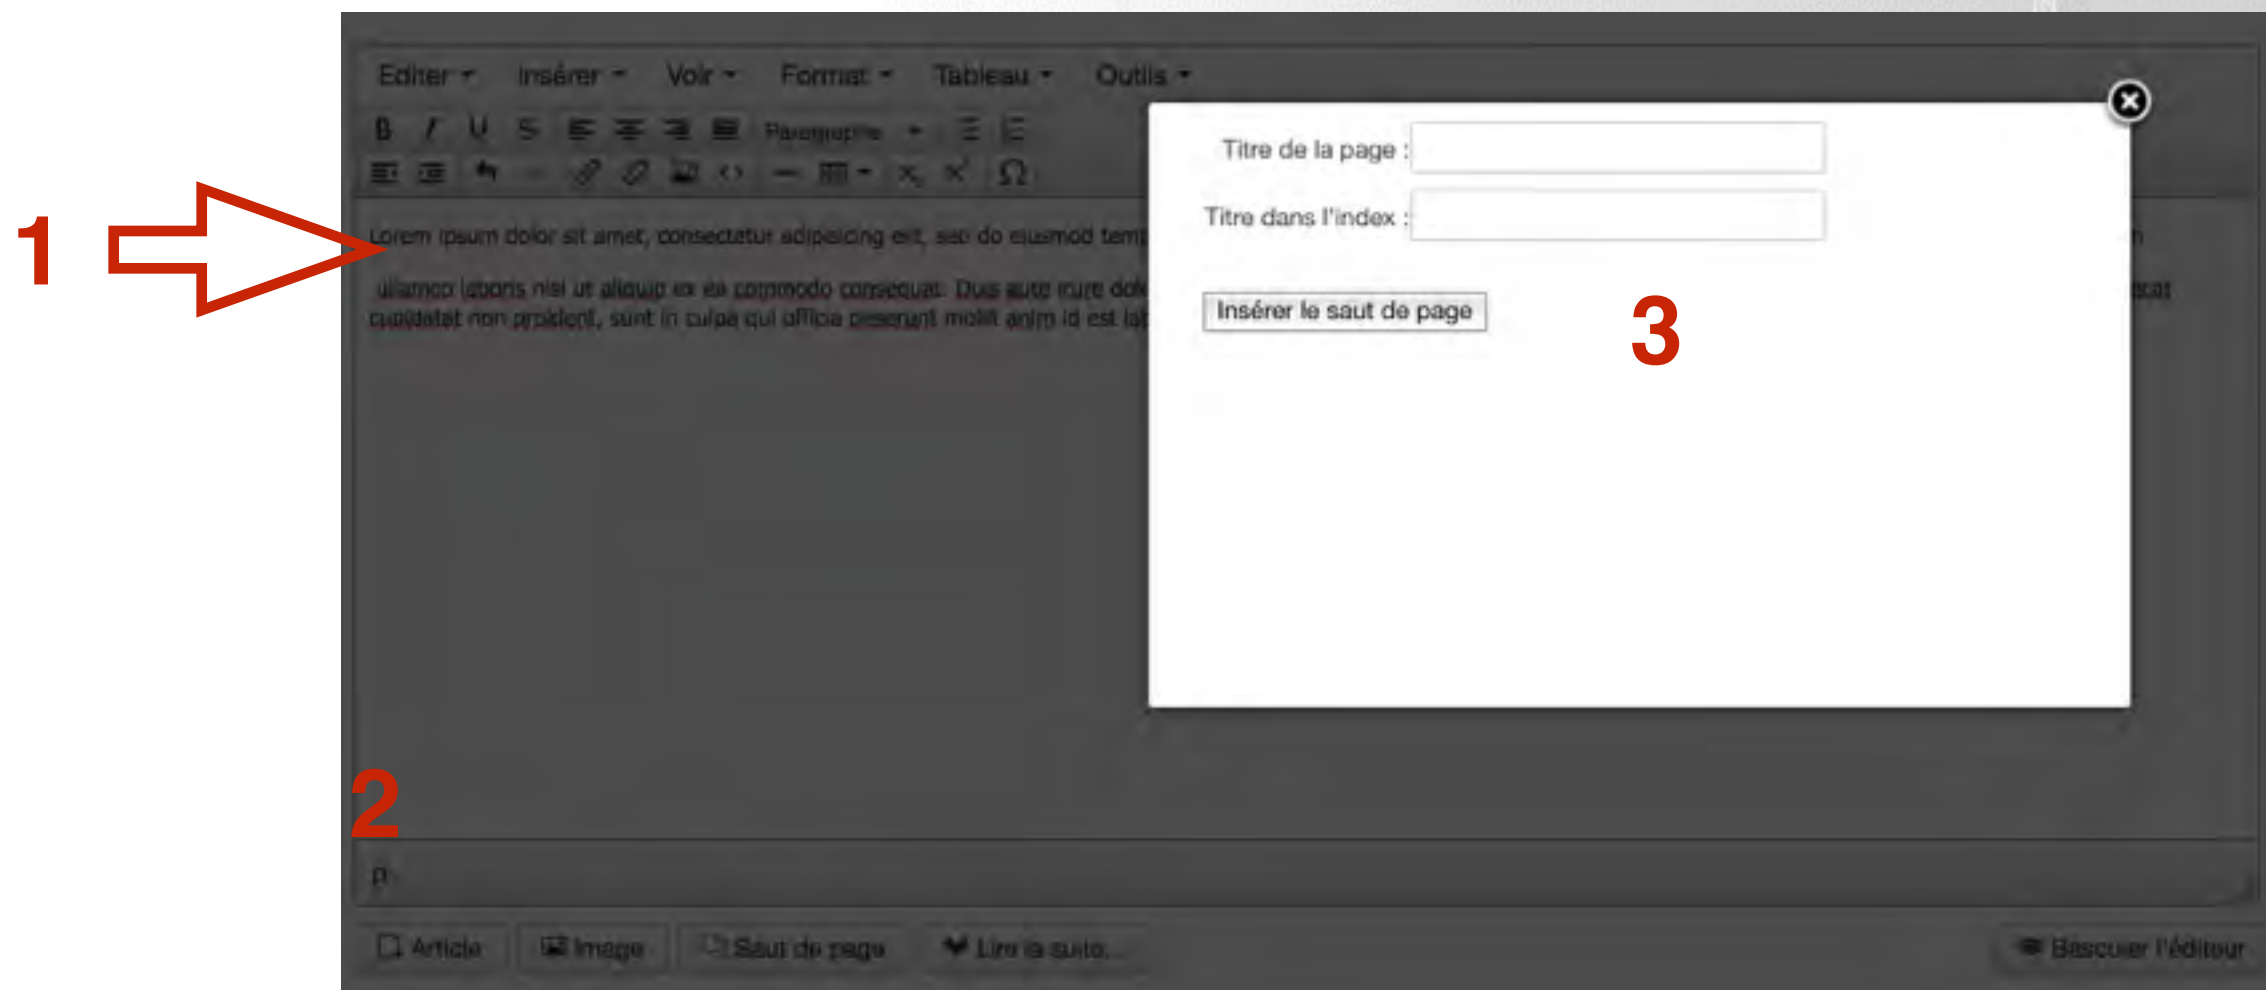 Editer Insérer Voir Format Tableau Outils
B I U S Paragraphe
Ω
1
Lorem ipsum dolor sit amet, consectetur adipisicing elit, sed do eiusmod temp
ullamco laboris nisi ut aliquip ex ea commodo consequat. Duis aute irure dol
cupidatat non proident, sunt in culpa qui officia deserunt mollit anim id est lab
Titre de la page :
Titre dans l'index :
Insérer le saut de page
3
2
p
Article Image Saut de page Lire la suite... Basculer l'éditeur